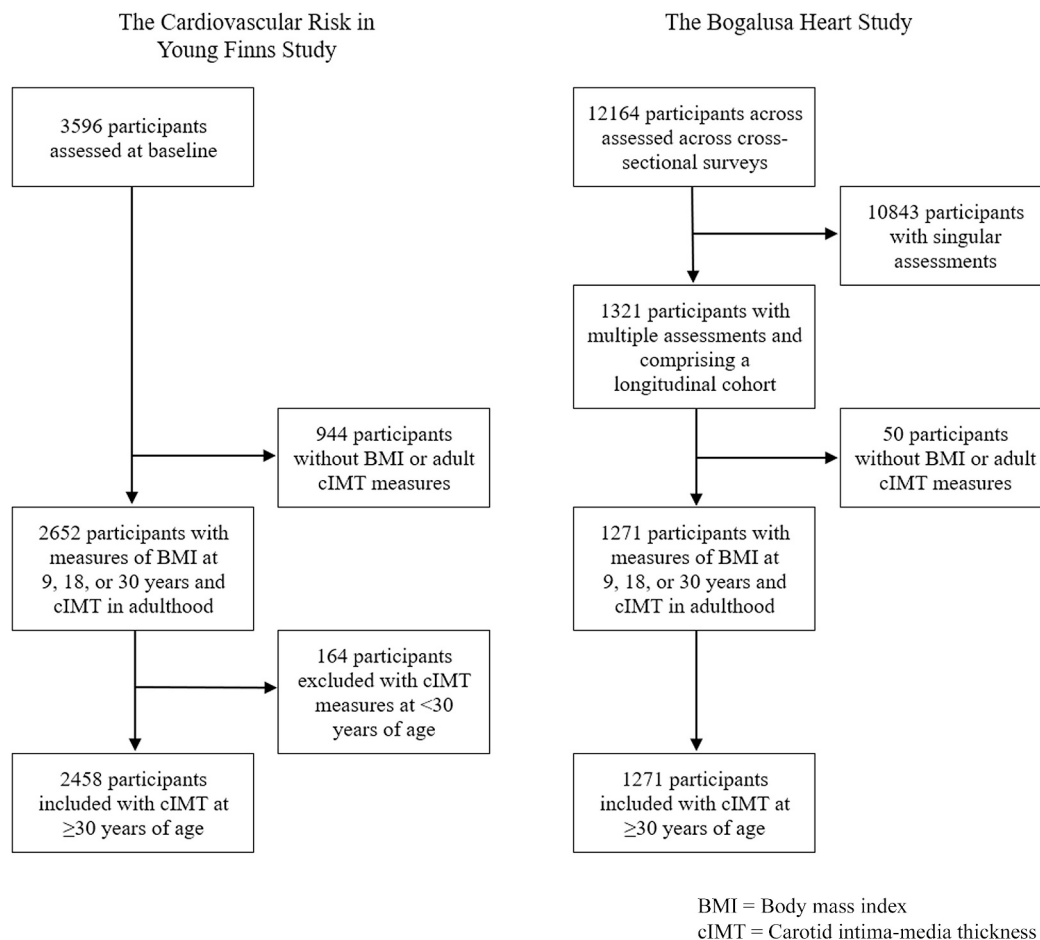 The Cardiovascular Risk in
Young Finns Study
3596 participants
assessed at baseline
944 participants
without BMI or adult
cIMT measures
2652 participants with
measures of BMI at
9, 18, or 30 years and
cIMT in adulthood
164 participants
excluded with cIMT
measures at <30
years of age
2458 participants
included with cIMT at
≥30 years of age
The Bogalusa Heart Study
12164 participants across
assessed across cross-
sectional surveys
10843 participants
with singular
assessments
1321 participants with
multiple assessments and
comprising a
longitudinal cohort
50 participants
without BMI or adult
cIMT measures
1271 participants with
measures of BMI at
9, 18, or 30 years and
cIMT in adulthood
1271 participants
included with cIMT at
≥30 years of age
BMI = Body mass index
cIMT = Carotid intima-media thickness